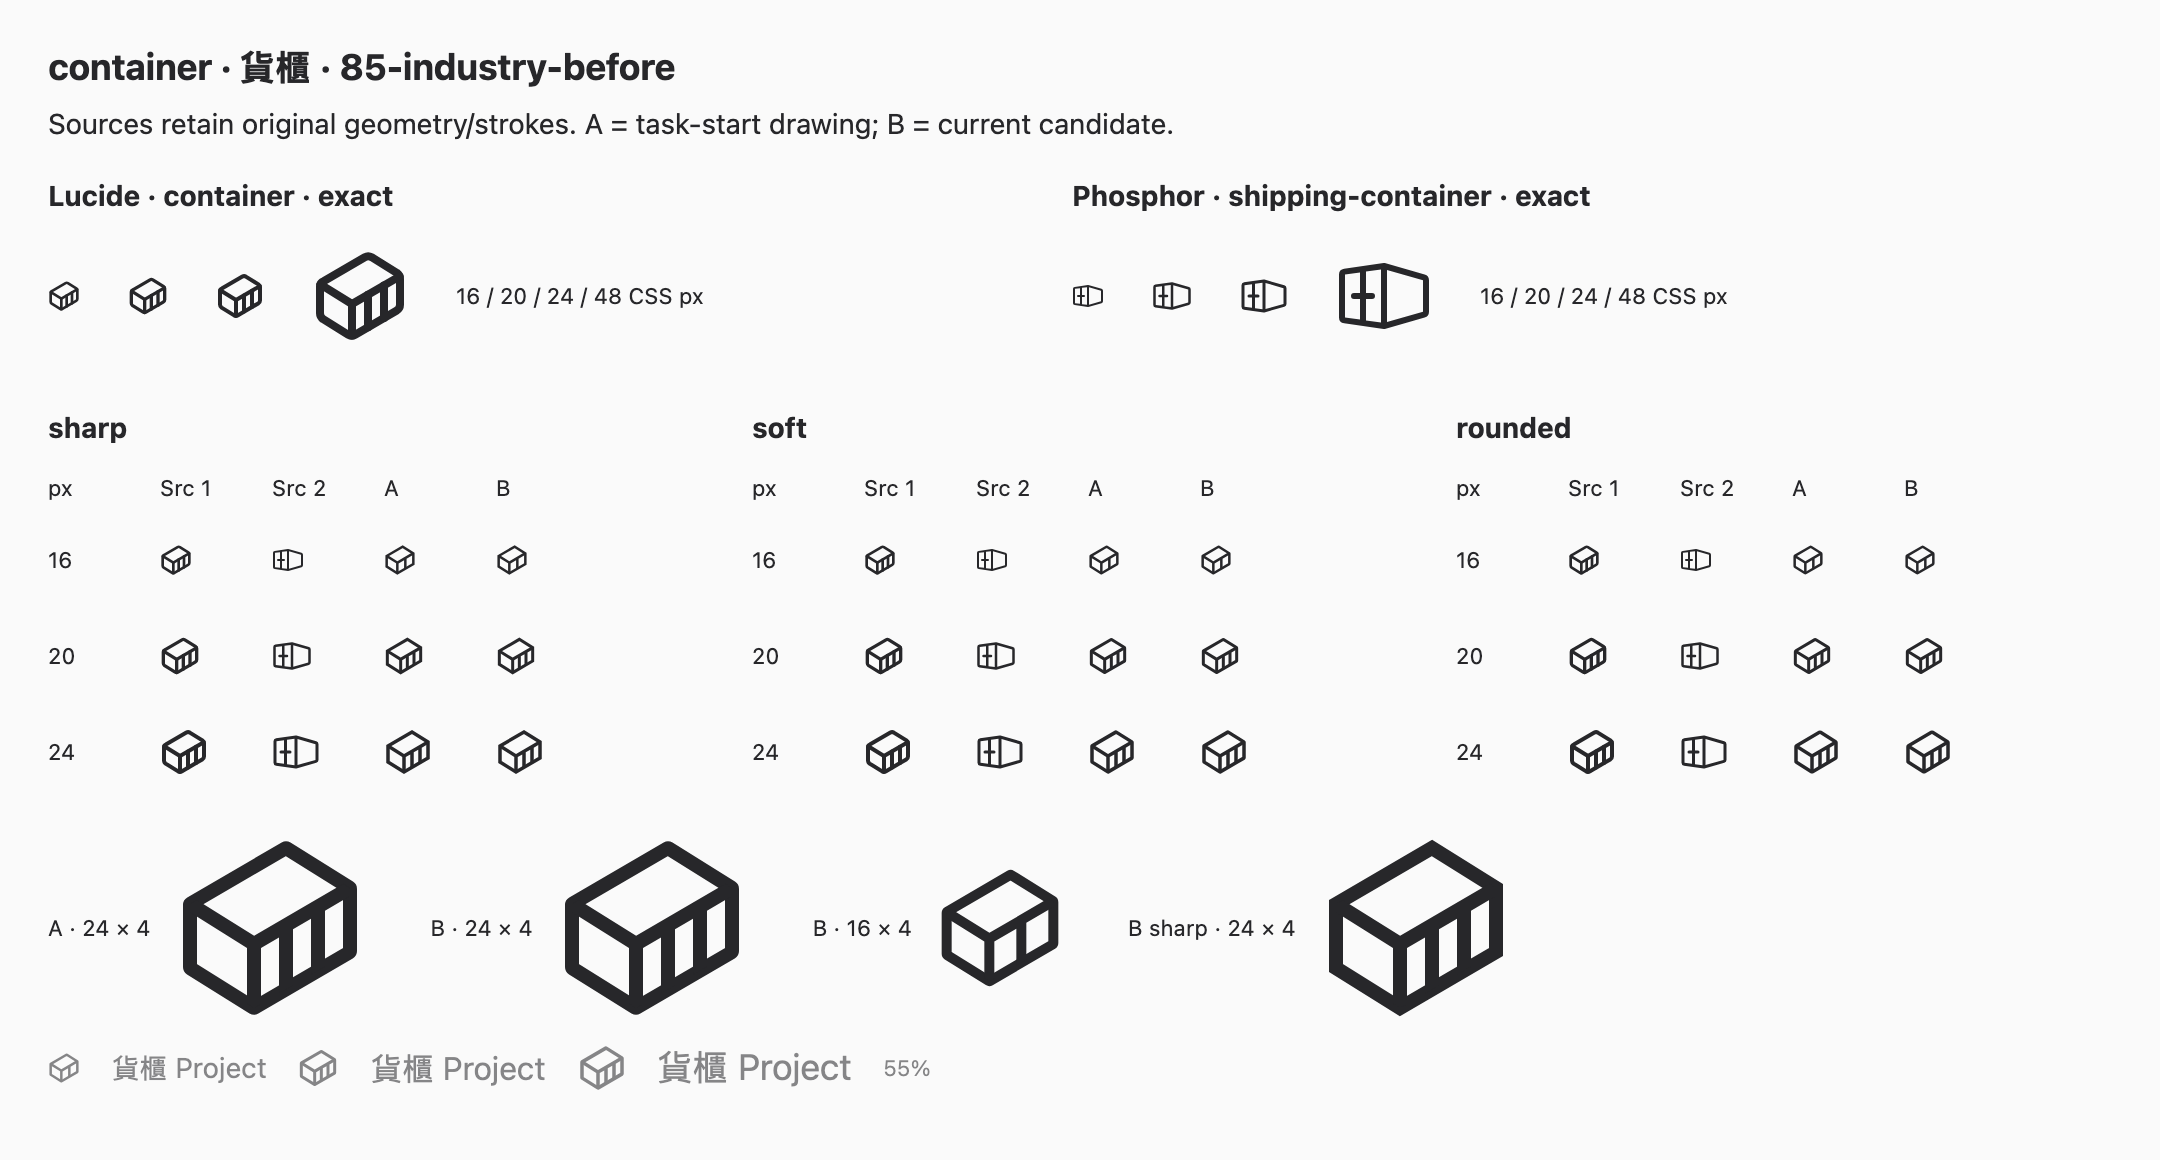 container · 貨櫃 · 85-industry-before
Sources retain original geometry/strokes. A = task-start drawing; B = current candidate.
Lucide · container · exact
Phosphor · shipping-container · exact
16 / 20 / 24 / 48 CSS px
16 / 20 / 24 / 48 CSS px
sharp
soft
rounded
px Src 1 Src 2 A B
px Src 1 Src 2 A B
px Src 1 Src 2 A B
16
16
16
20
20
20
24
24
24
A · 24 × 4
B · 24 × 4
B · 16 × 4
B sharp · 24 × 4
貨櫃 Project
貨櫃 Project
貨櫃 Project
55%